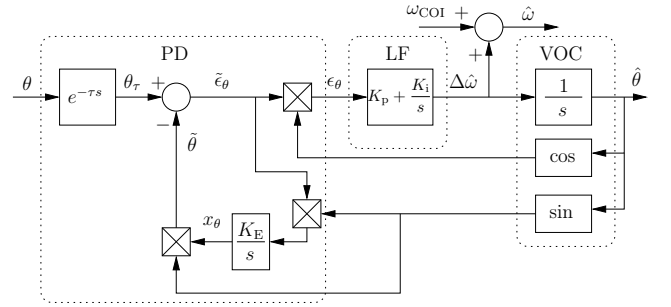 ω_COI + ω̂
+
PD LF VOC
θ e^{−τs} θ_τ + ϵ̃_θ ϵ_θ K_p + K_i/s Δω̂ 1/s θ̂
−
θ̃
cos
x_θ K_E/s sin